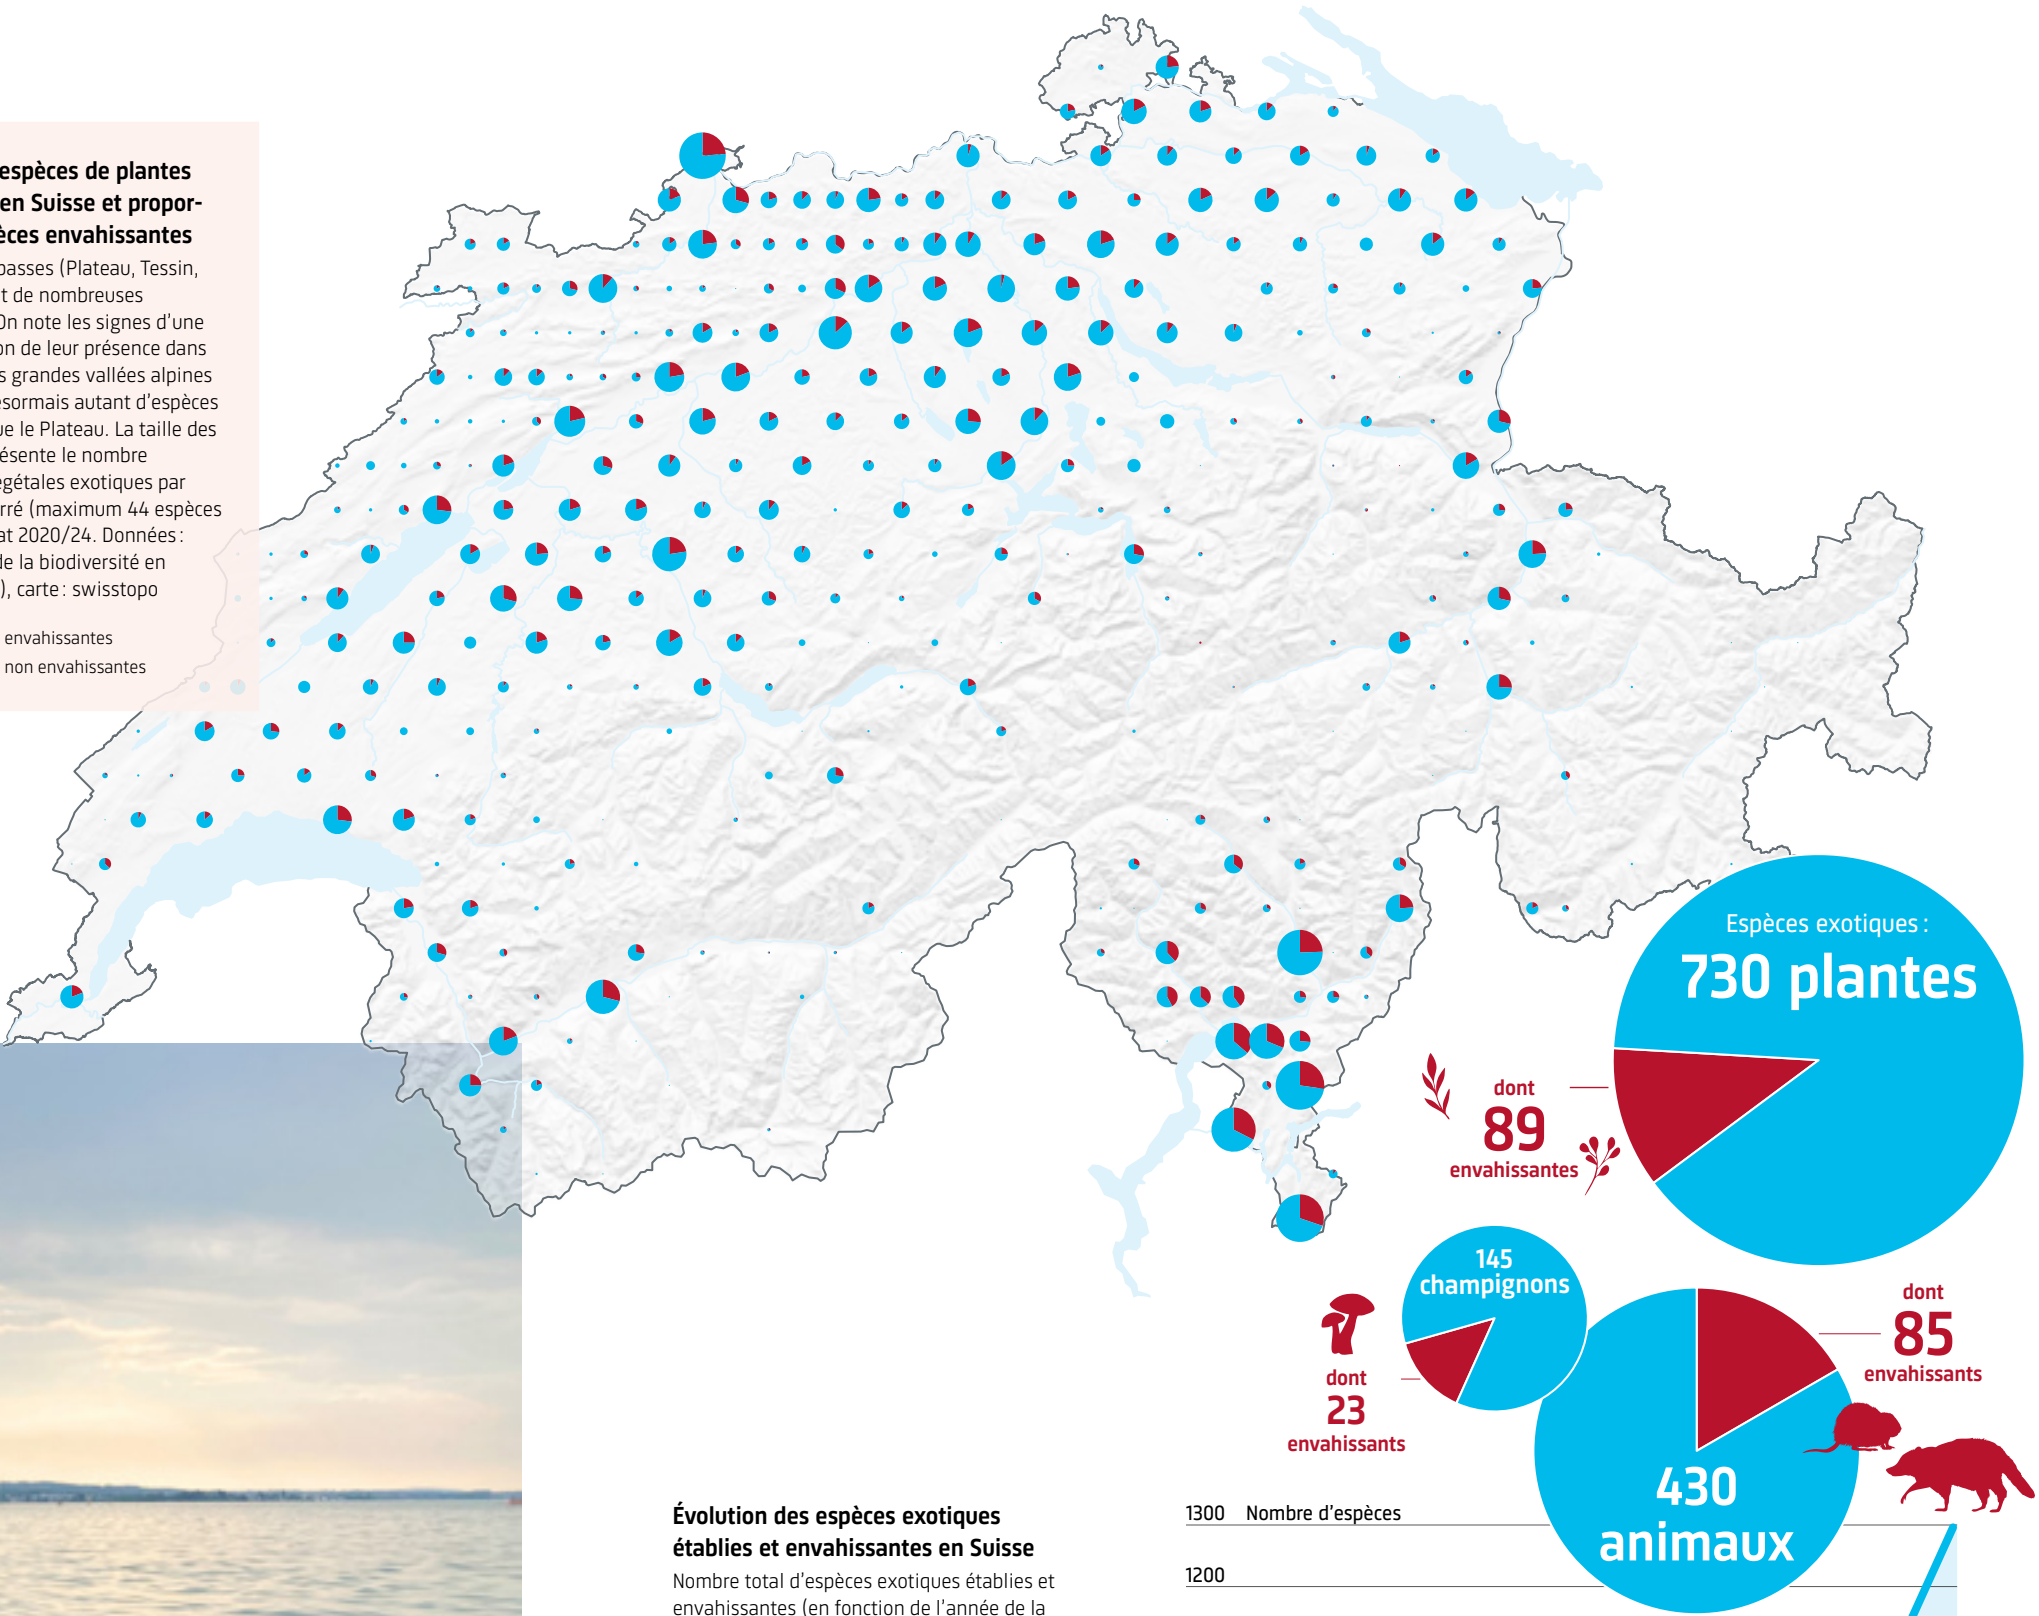 espèces de plantes
en Suisse et propor-
èces envahissantes
basses (Plateau, Tessin,
t de nombreuses
On note les signes d'une
on de leur présence dans
s grandes vallées alpines
ésormais autant d'espèces
ue le Plateau. La taille des
ésente le nombre
égétales exotiques par
rré (maximum 44 espèces
at 2020/24. Données :
de la biodiversité en
), carte : swisstopo
envahissantes
non envahissantes
Espèces exotiques :
730 plantes
dont
89
envahissantes
145
champignons
dont
23
envahissants
dont
85
envahissants
430
animaux
Évolution des espèces exotiques
établies et envahissantes en Suisse
Nombre total d'espèces exotiques établies et
envahissantes (en fonction de l'année de la
1300 Nombre d'espèces
1200